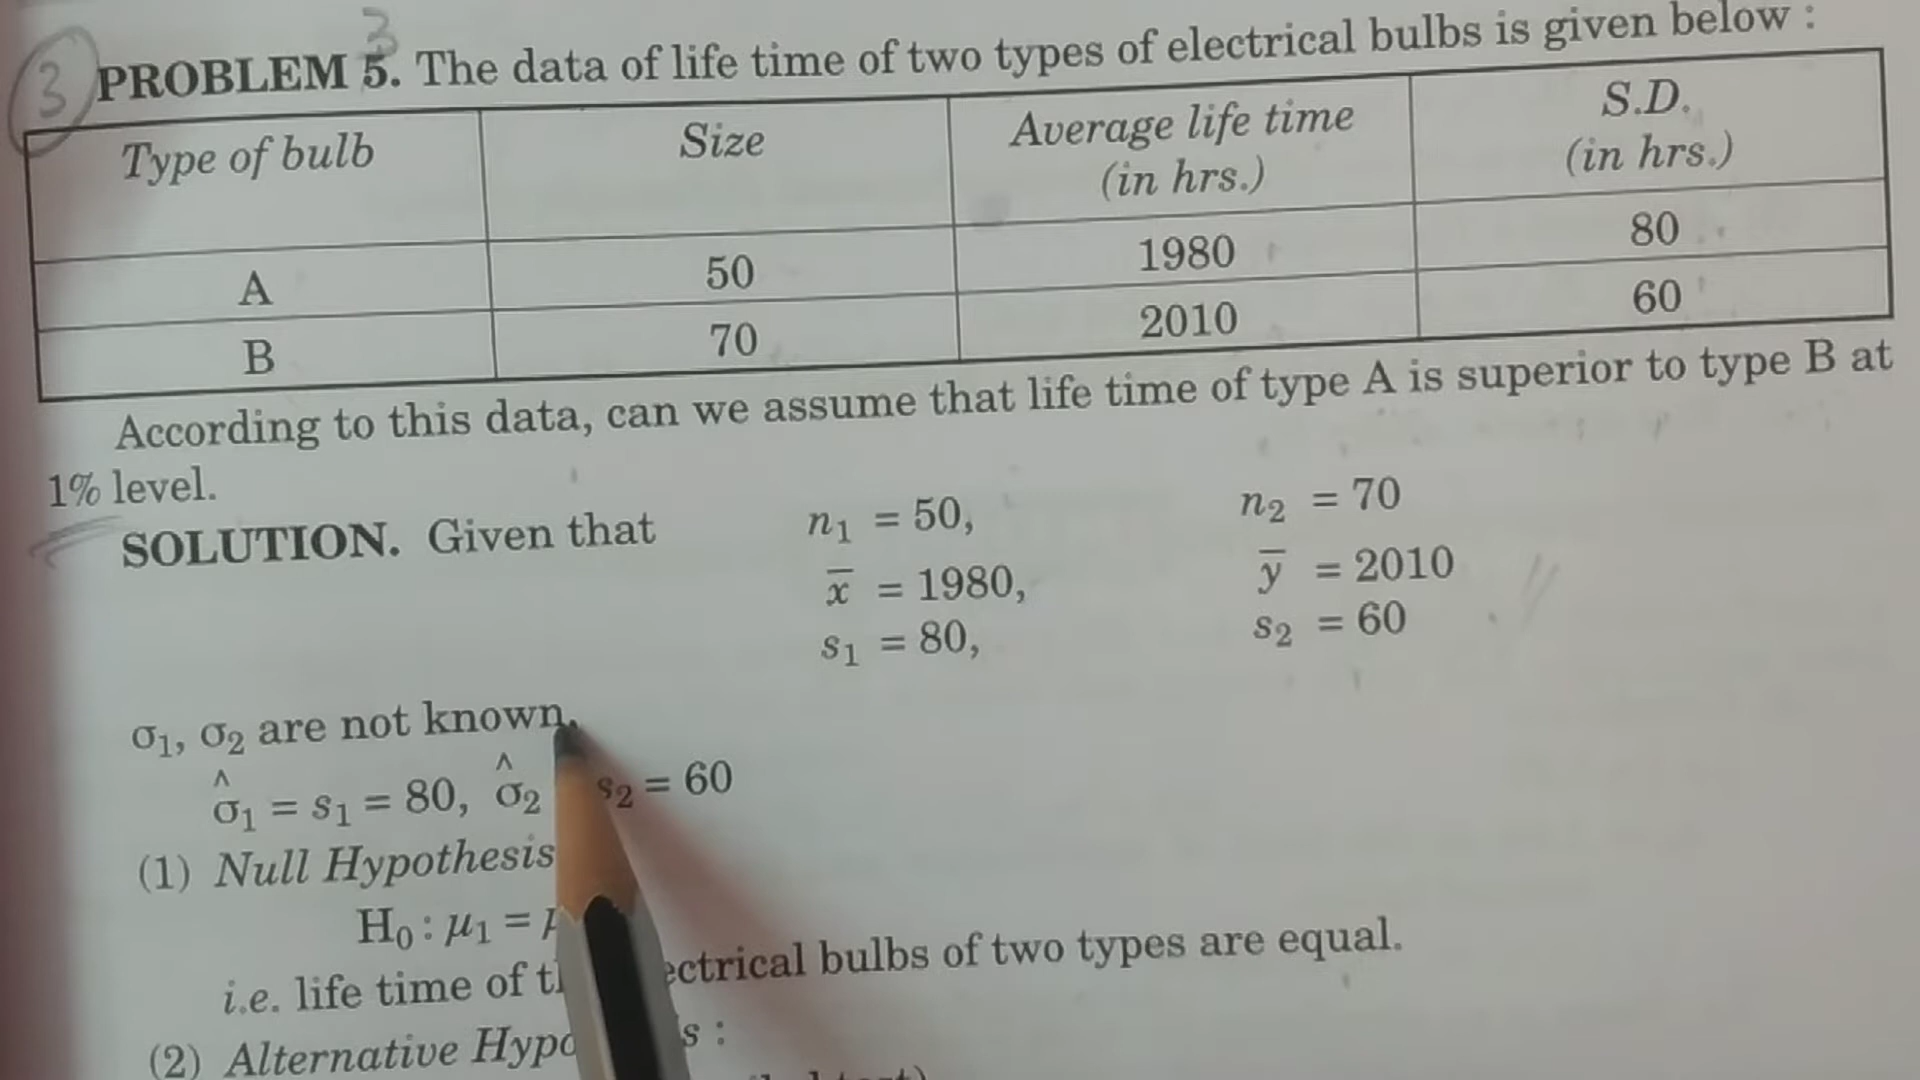 3
3 PROBLEM 5. The data of life time of two types of electrical bulbs is given below :
Type of bulb Size Average life time (in hrs.) S.D. (in hrs.)
A 50 1980 80
B 70 2010 60
According to this data, can we assume that life time of type A is superior to type B at
1% level.
SOLUTION. Given that n₁ = 50, n₂ = 70
x̄ = 1980, ȳ = 2010
s₁ = 80, s₂ = 60
σ₁, σ₂ are not known.
σ̂₁ = s₁ = 80, σ̂₂ s₂ = 60
(1) Null Hypothesis
H₀ : μ₁ =
i.e. life time of bulbs of two types are equal.
(2) Alternative :